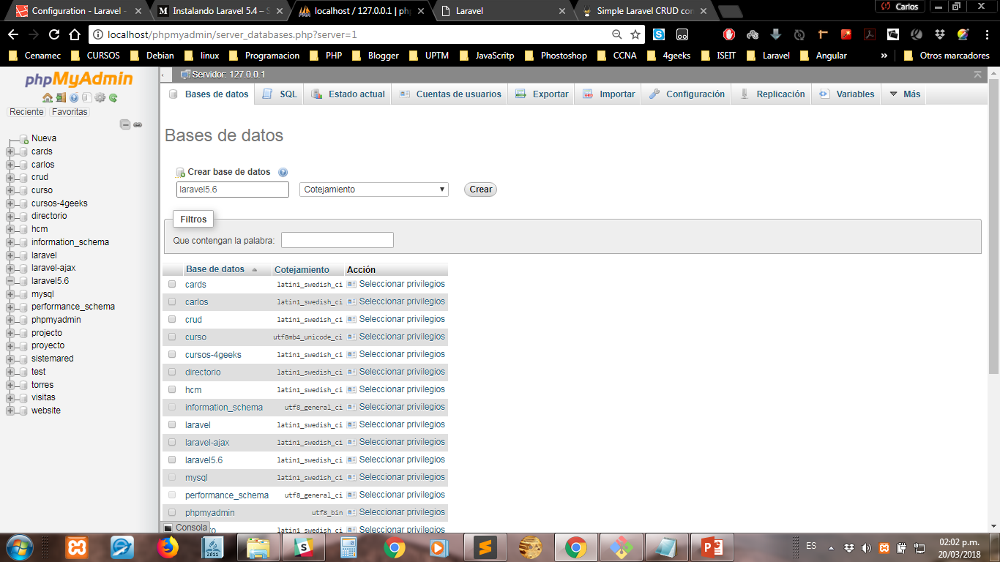 Configuration - Laravel -
Instalando Laravel 5.4 – S
localhost / 127.0.0.1 | ph
Laravel
Simple Laravel CRUD con
Carlos
localhost/phpmyadmin/server_databases.php?server=1
Cenamec
CURSOS
Debian
linux
Programacion
PHP
Blogger
UPTM
JavaScritp
Phostoshop
CCNA
4geeks
ISEIT
Laravel
Angular
»
Otros marcadores
phpMyAdmin
Reciente
Favoritas
Nueva
cards
carlos
crud
curso
cursos-4geeks
directorio
hcm
information_schema
laravel
laravel-ajax
laravel5.6
mysql
performance_schema
phpmyadmin
projecto
proyecto
sistemared
test
torres
visitas
website
Servidor: 127.0.0.1
Bases de datos
SQL
Estado actual
Cuentas de usuarios
Exportar
Importar
Configuración
Replicación
Variables
Más
Bases de datos
Crear base de datos
laravel5.6
Cotejamiento
Crear
Filtros
Que contengan la palabra:
Base de datos Cotejamiento Acción
cards latin1_swedish_ci Seleccionar privilegios
carlos latin1_swedish_ci Seleccionar privilegios
crud latin1_swedish_ci Seleccionar privilegios
curso utf8mb4_unicode_ci Seleccionar privilegios
cursos-4geeks latin1_swedish_ci Seleccionar privilegios
directorio latin1_swedish_ci Seleccionar privilegios
hcm latin1_swedish_ci Seleccionar privilegios
information_schema utf8_general_ci Seleccionar privilegios
laravel latin1_swedish_ci Seleccionar privilegios
laravel-ajax latin1_swedish_ci Seleccionar privilegios
laravel5.6 latin1_swedish_ci Seleccionar privilegios
mysql latin1_swedish_ci Seleccionar privilegios
performance_schema utf8_general_ci Seleccionar privilegios
phpmyadmin utf8_bin Seleccionar privilegios
latin1_swedish_ci Seleccionar privilegios
Consola
2011
ES
02:02 p.m.
20/03/2018